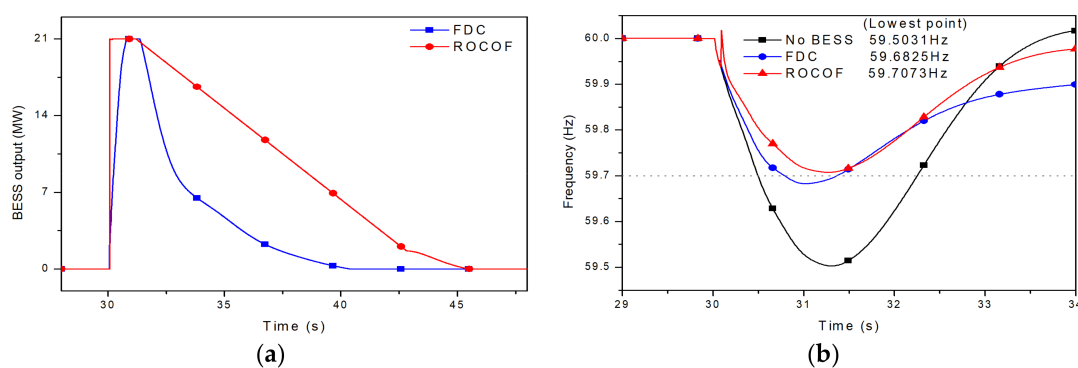 FDC
ROCOF
21
14
7
0
BESS output (MW)
30
35
40
45
Time (s)
(a)
(Lowest point)
No BESS 59.5031Hz
FDC 59.6825Hz
ROCOF 59.7073Hz
60.0
59.9
59.8
59.7
59.6
59.5
Frequency (Hz)
29
30
31
32
33
34
Time (s)
(b)